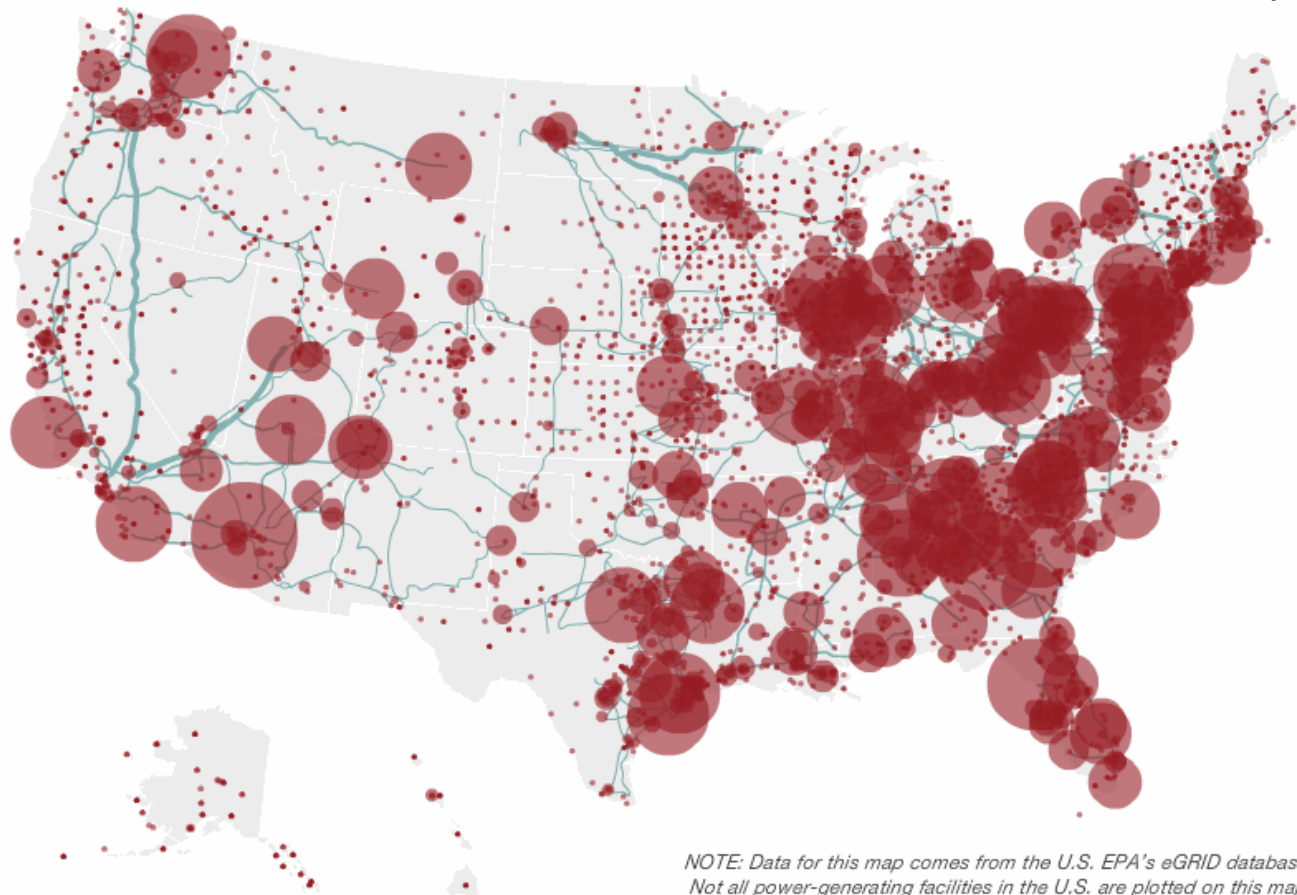 NOTE: Data for this map comes from the U.S. EPA's eGRID databas
Not all power-generating facilities in the U.S. are plotted on this ma